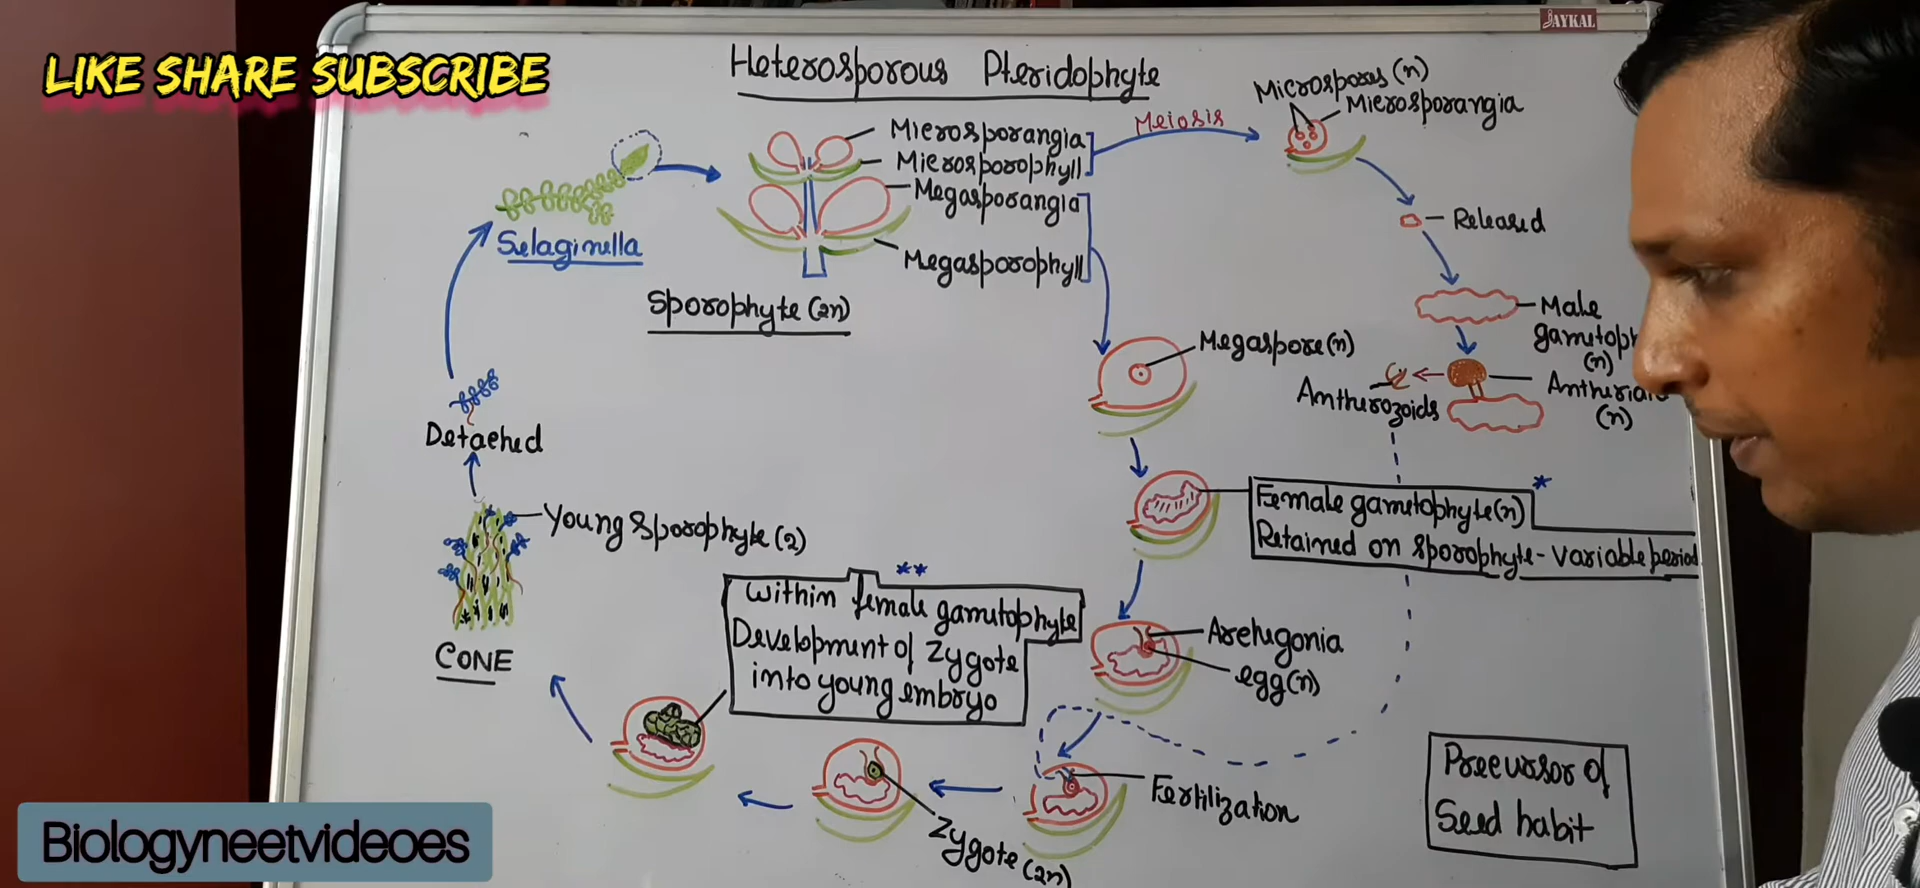 JAYKAL
LIKE SHARE SUBSCRIBE
Heterosporous Pteridophyte
Microspores (n)
Microsporangia
Microsporangia
Microsporophyll
Megasporangia
Megasporophyll
Meiosis
Released
Selaginella
Sporophyte (2n)
Male
gametoph
(n)
Megaspore (n)
Antherozoids
(n)
Detached
Female gametophyte (n) *
Retained on sporophyte - variable period
Young Sporophyte (2)
**
Within female gametophyte
Development of Zygote
into young embryo
Archegonia
egg (n)
CONE
Fertilization
Zygote (2n)
Precursor of
Seed habit
Biologyneetvideoes